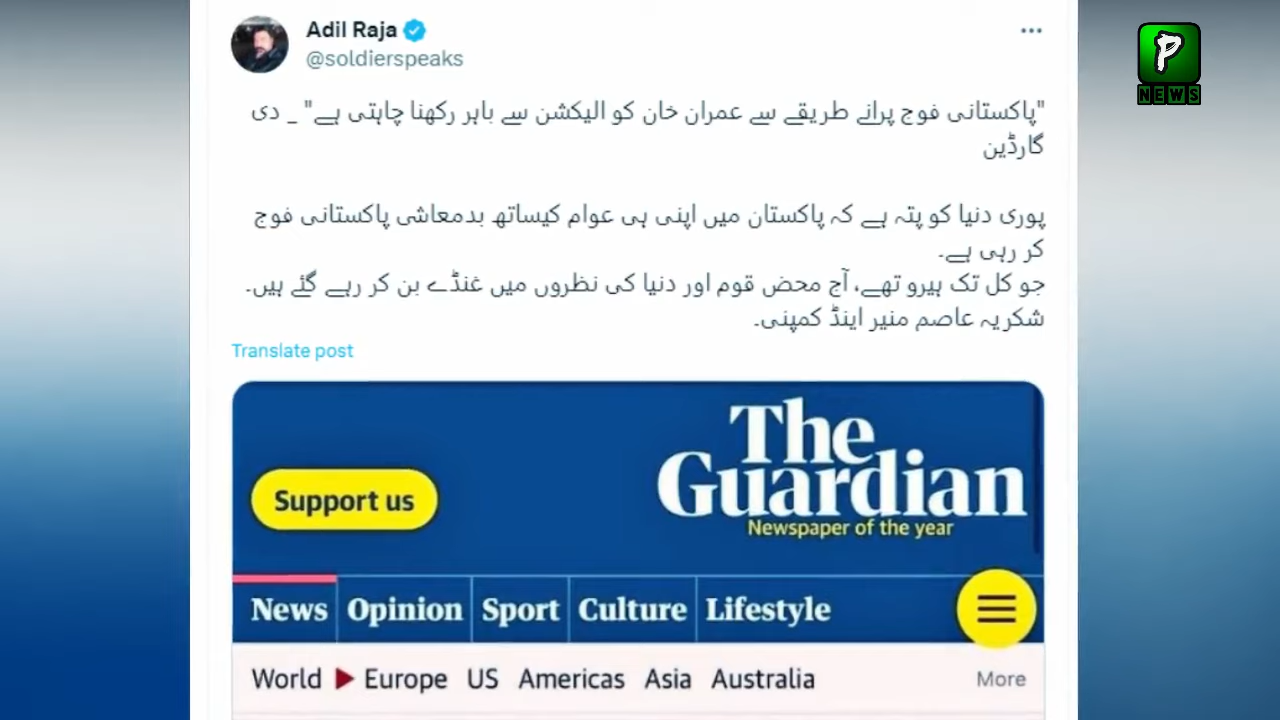 Adil Raja
@soldierspeaks
P
NEWS
"پاکستانی فوج پرانے طریقے سے عمران خان کو الیکشن سے باہر رکھنا چاہتی ہے" _ دی
گارڈین
پوری دنیا کو پتہ ہے کہ پاکستان میں اپنی ہی عوام کیساتھ بدمعاشی پاکستانی فوج
کر رہی ہے۔
جو کل تک ہیرو تھے، آج محض قوم اور دنیا کی نظروں میں غنڈے بن کر رہے گئے ہیں۔
شکریہ عاصم منیر اینڈ کمپنی۔
Translate post
The
Guardian
Newspaper of the year
Support us
News Opinion Sport Culture Lifestyle
World Europe US Americas Asia Australia More